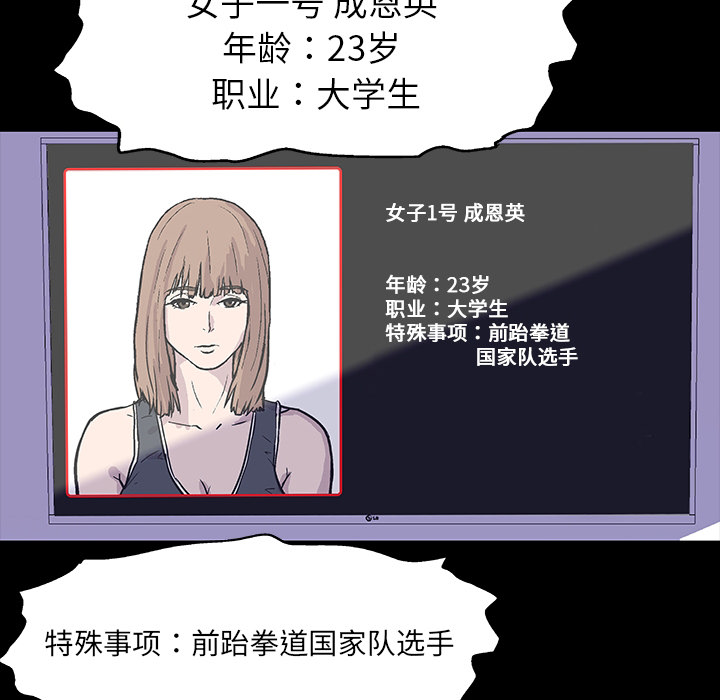 女子一号 成恩英
年龄：23岁
职业：大学生
女子1号 成恩英
年龄：23岁
职业：大学生
特殊事项：前跆拳道
国家队选手
LG
特殊事项：前跆拳道国家队选手